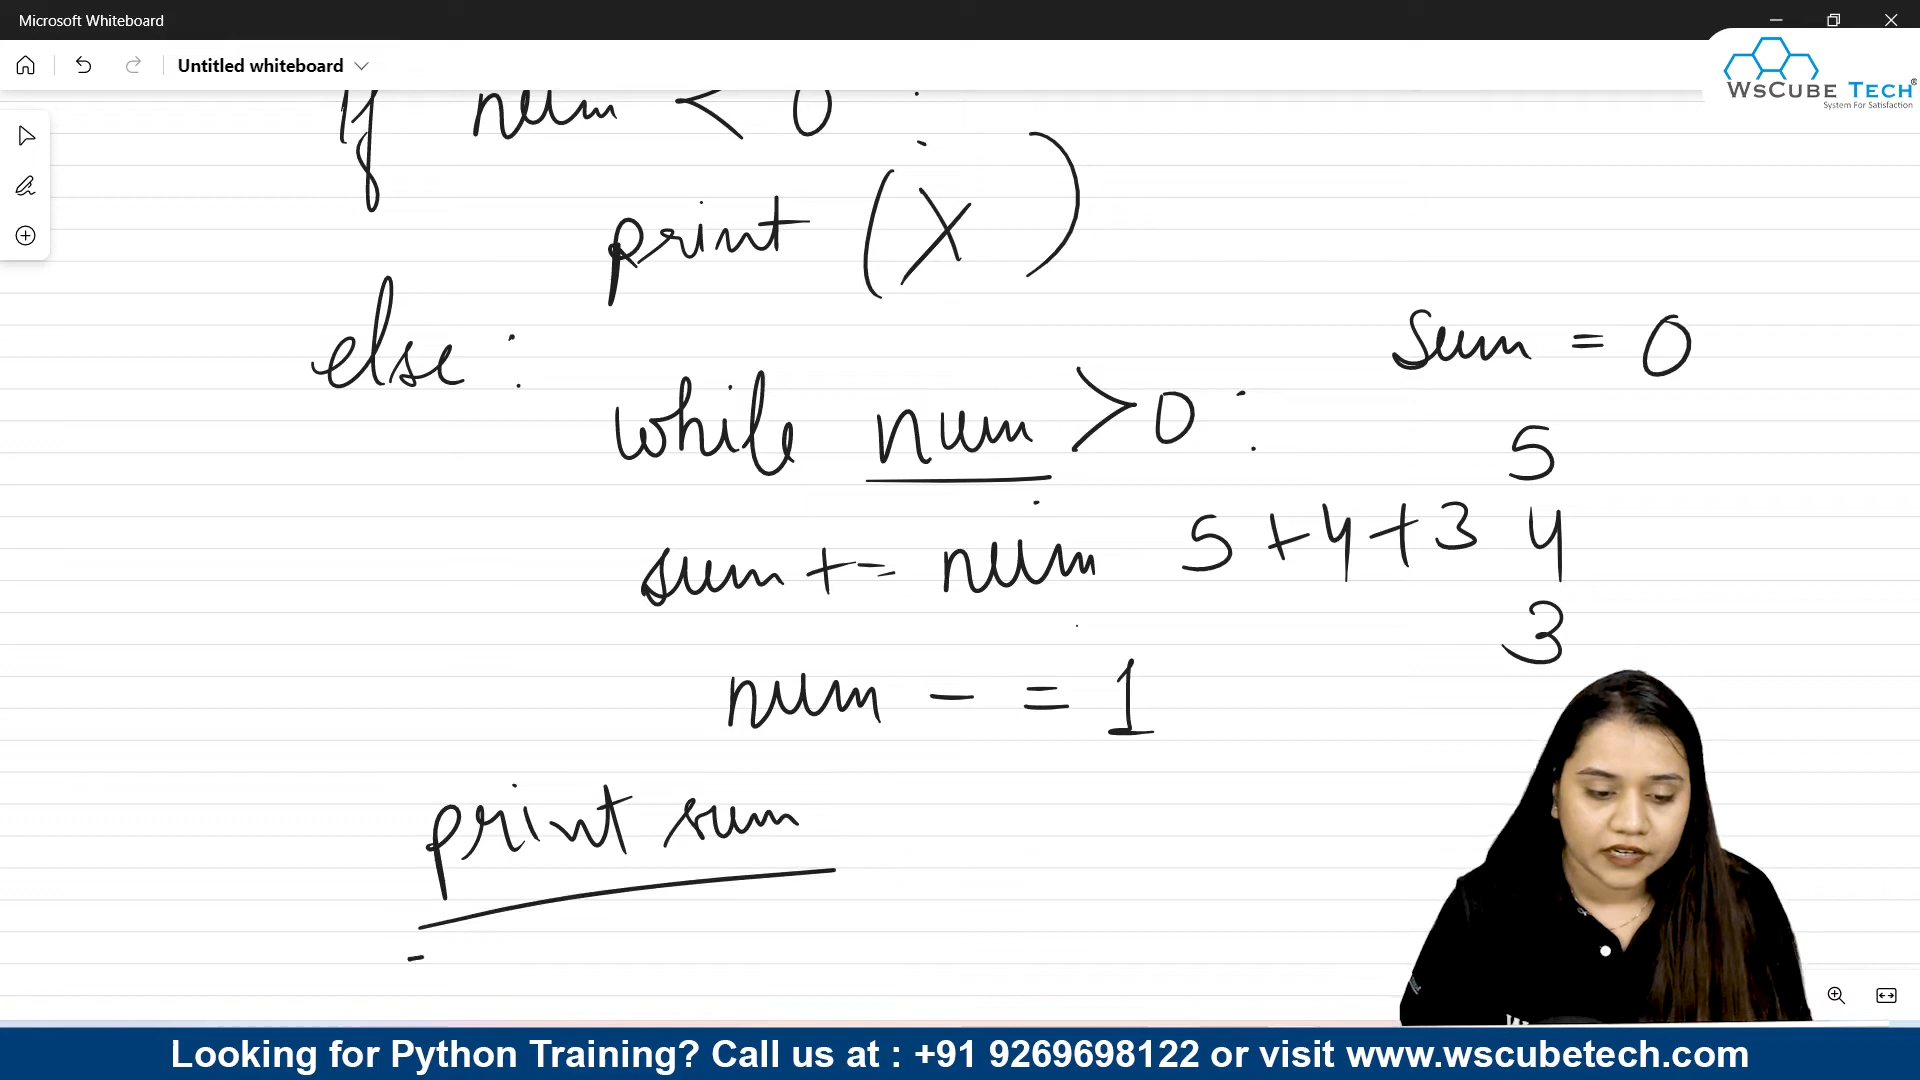 Microsoft Whiteboard
Untitled whiteboard
WsCube Tech®
System For Satisfaction
if num < 0 :
print (X)
else :
sum = 0
while num > 0 :
5
sum += num 5 + 4 + 3 4
3
num - = 1
print sum
-
Looking for Python Training? Call us at : +91 9269698122 or visit www.wscubetech.com